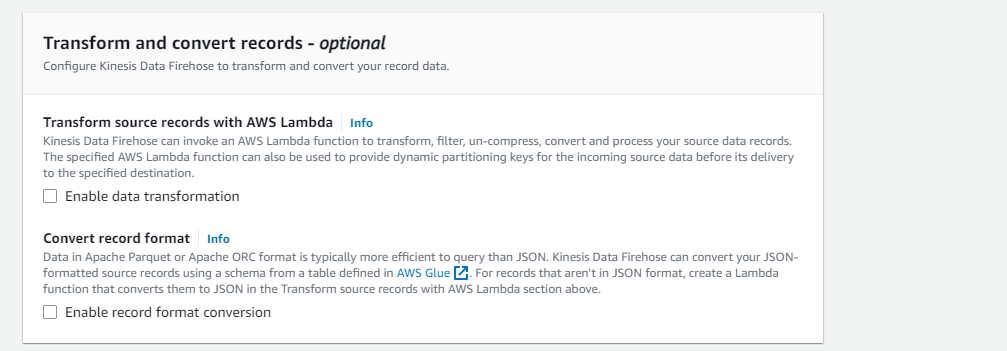 Transform and convert records - optional
Configure Kinesis Data Firehose to transform and convert your record data.
Transform source records with AWS Lambda Info
Kinesis Data Firehose can invoke an AWS Lambda function to transform, filter, un-compress, convert and process your source data records.
The specified AWS Lambda function can also be used to provide dynamic partitioning keys for the incoming source data before its delivery
to the specified destination.
Enable data transformation
Convert record format Info
Data in Apache Parquet or Apache ORC format is typically more efficient to query than JSON. Kinesis Data Firehose can convert your JSON-
formatted source records using a schema from a table defined in AWS Glue . For records that aren't in JSON format, create a Lambda
function that converts them to JSON in the Transform source records with AWS Lambda section above.
Enable record format conversion